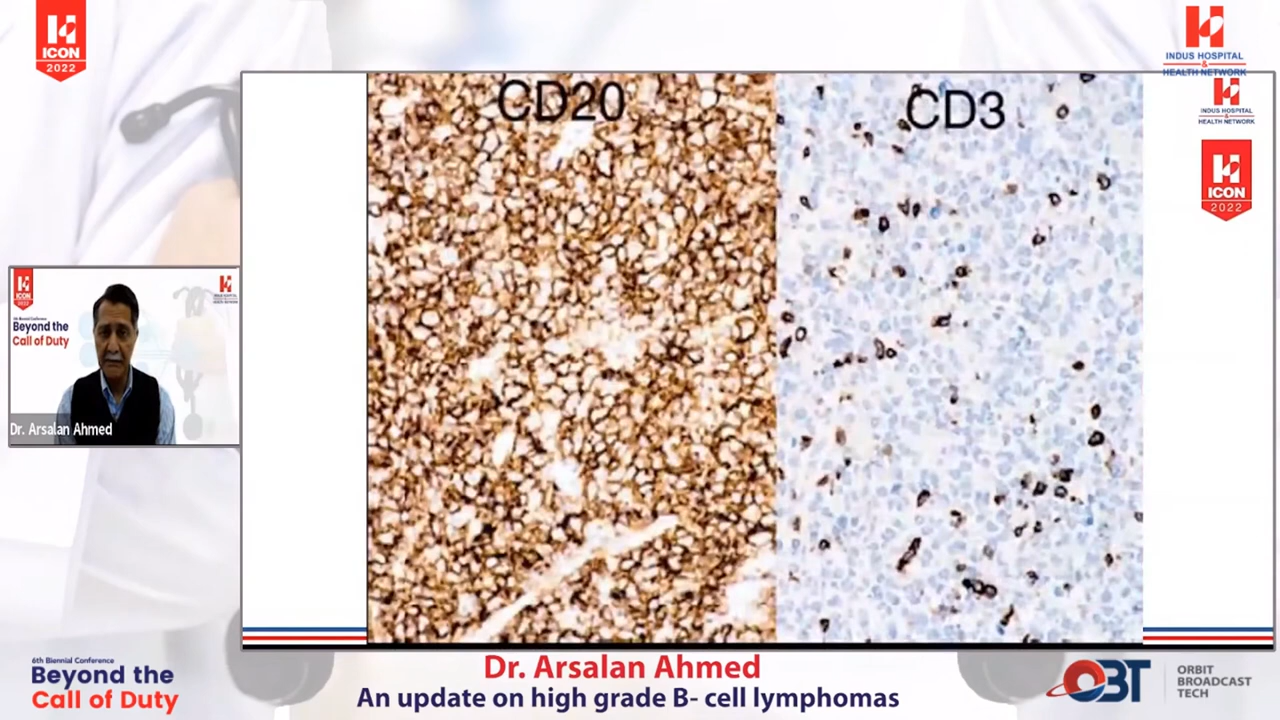 ICON
2022
INDUS HOSPITAL
&
HEALTH NETWORK
CD20
CD3
INDUS HOSPITAL
&
HEALTH NETWORK
ICON
2022
Beyond the
Call of Duty
Dr. Arsalan Ahmed
6th Biennial Conference
Beyond the
Call of Duty
Dr. Arsalan Ahmed
An update on high grade B- cell lymphomas
OBT
ORBIT
BROADCAST
TECH